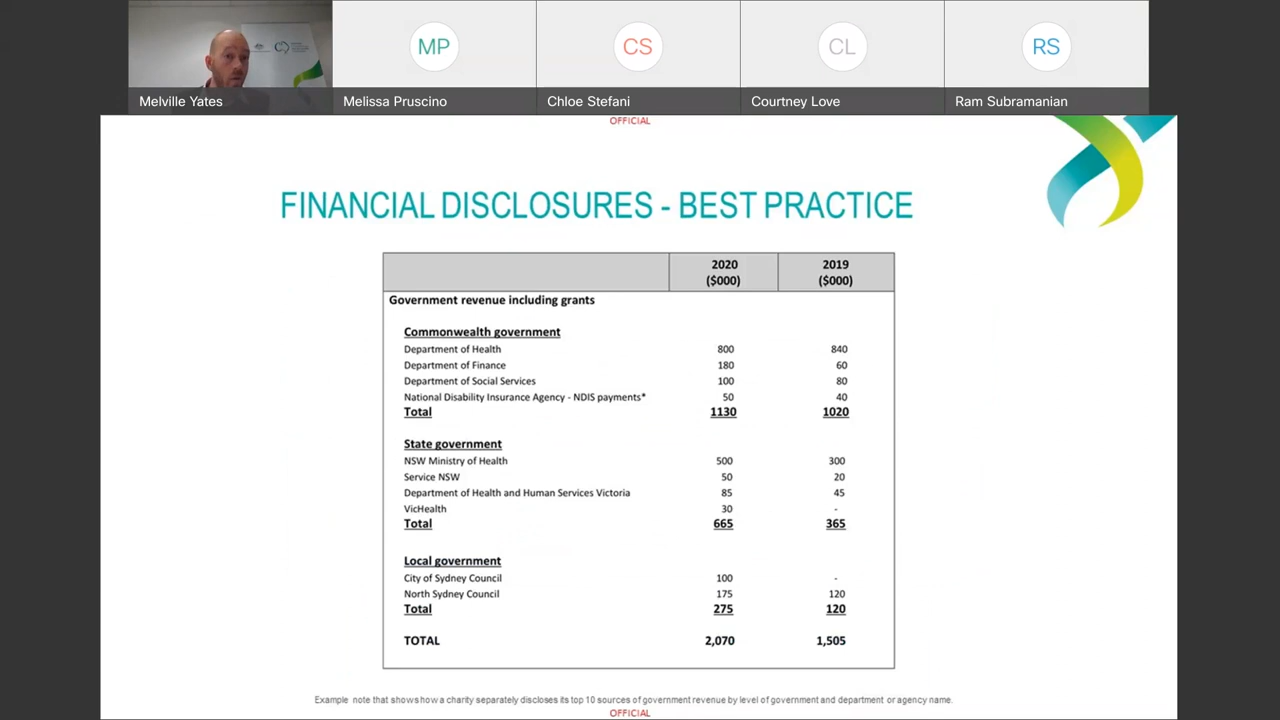 MP
CS
CL
RS
Melville Yates
Melissa Pruscino
Chloe Stefani
Courtney Love
Ram Subramanian
OFFICIAL
FINANCIAL DISCLOSURES - BEST PRACTICE
2020 2019
($000) ($000)
Government revenue including grants
Commonwealth government
Department of Health 800 840
Department of Finance 180 60
Department of Social Services 100 80
National Disability Insurance Agency - NDIS payments* 50 40
Total 1130 1020
State government
NSW Ministry of Health 500 300
Service NSW 50 20
Department of Health and Human Services Victoria 85 45
VicHealth 30 -
Total 665 365
Local government
City of Sydney Council 100 -
North Sydney Council 175 120
Total 275 120
TOTAL 2,070 1,505
Example note that shows how a charity separately discloses its top 10 sources of government revenue by level of government and department or agency name.
OFFICIAL